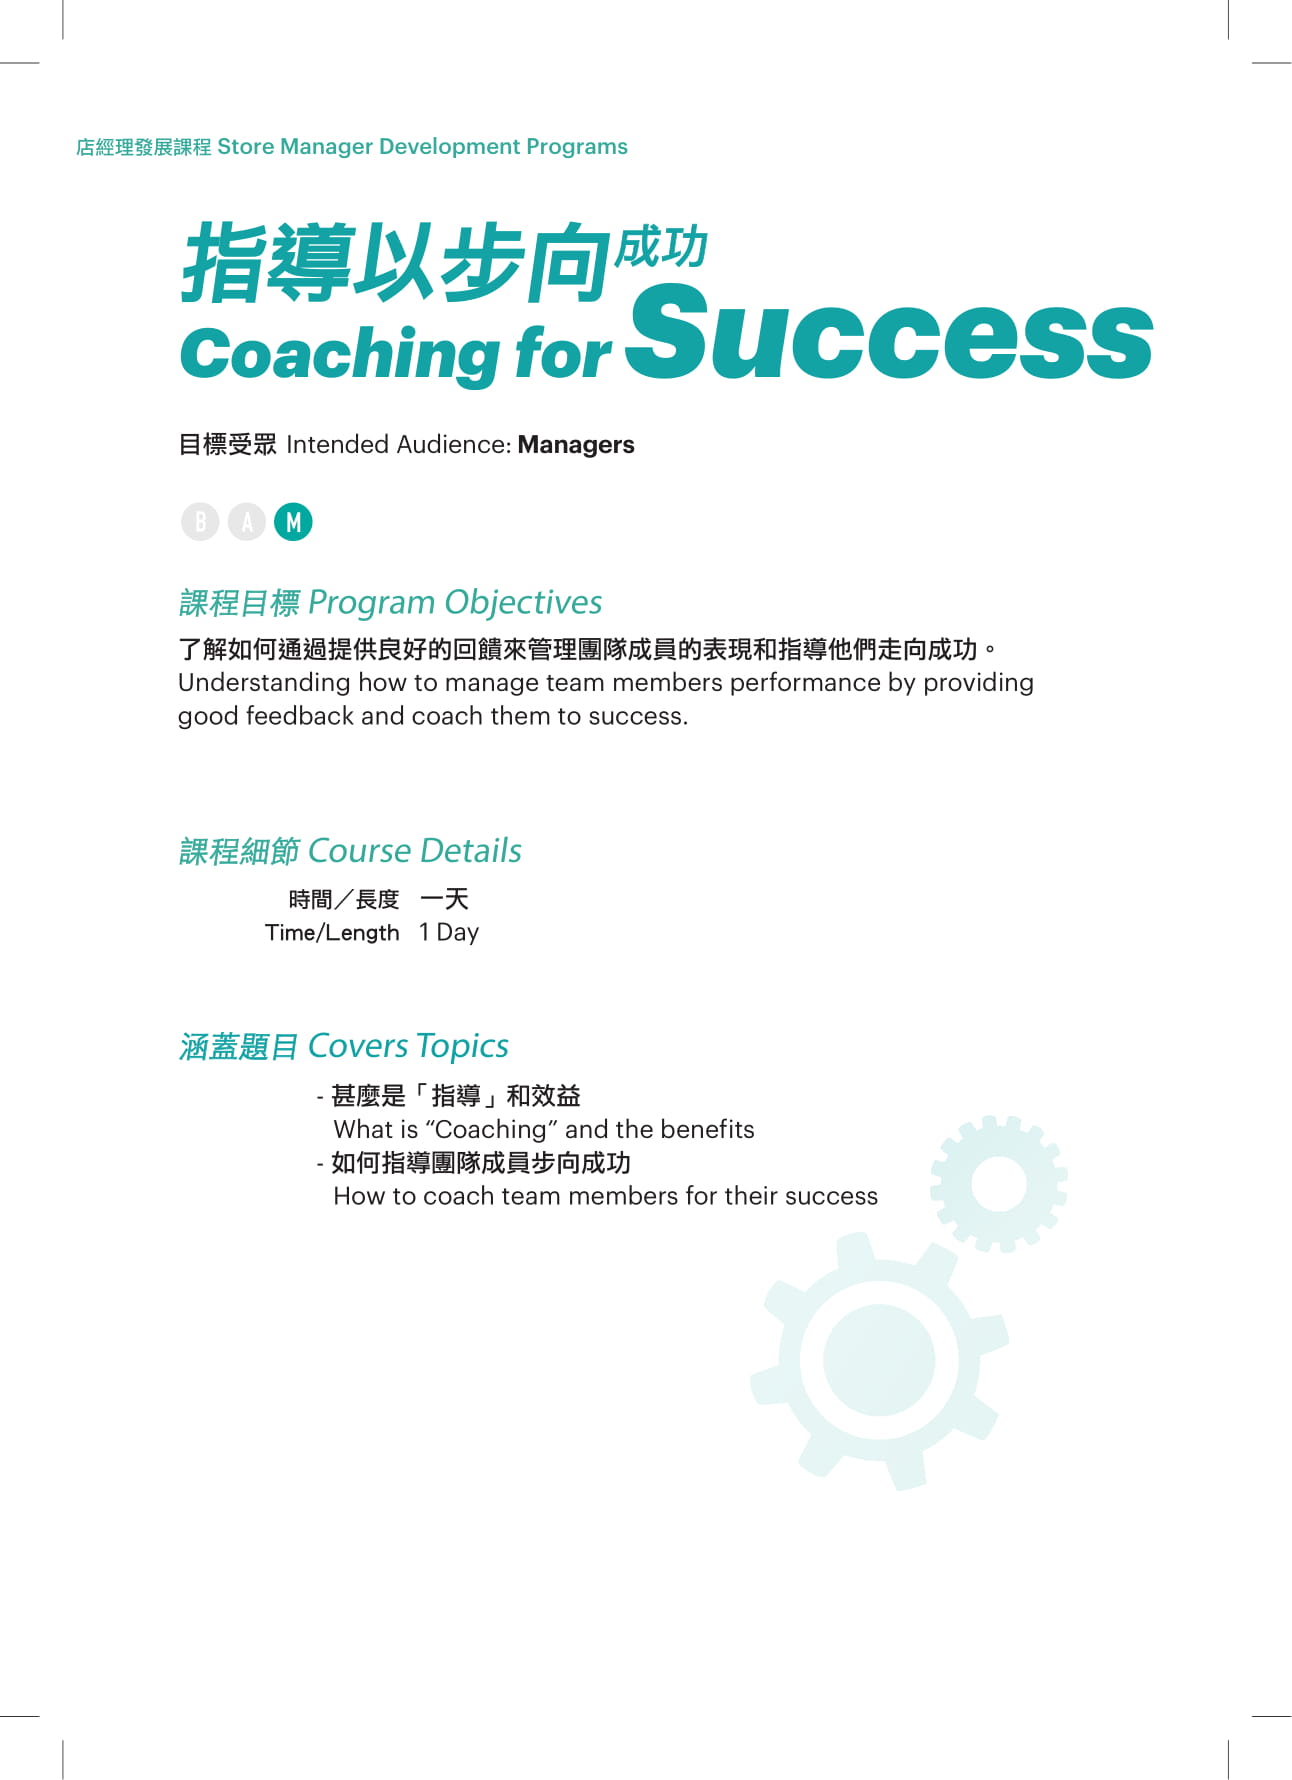 店經理發展課程 Store Manager Development Programs
指導以步向成功
Coaching for Success
目標受眾 Intended Audience: Managers
B A M
課程目標 Program Objectives
了解如何通過提供良好的回饋來管理團隊成員的表現和指導他們走向成功。
Understanding how to manage team members performance by providing
good feedback and coach them to success.
課程細節 Course Details
時間／長度 一天
Time/Length 1 Day
涵蓋題目 Covers Topics
- 甚麼是「指導」和效益
What is “Coaching” and the benefits
- 如何指導團隊成員步向成功
How to coach team members for their success